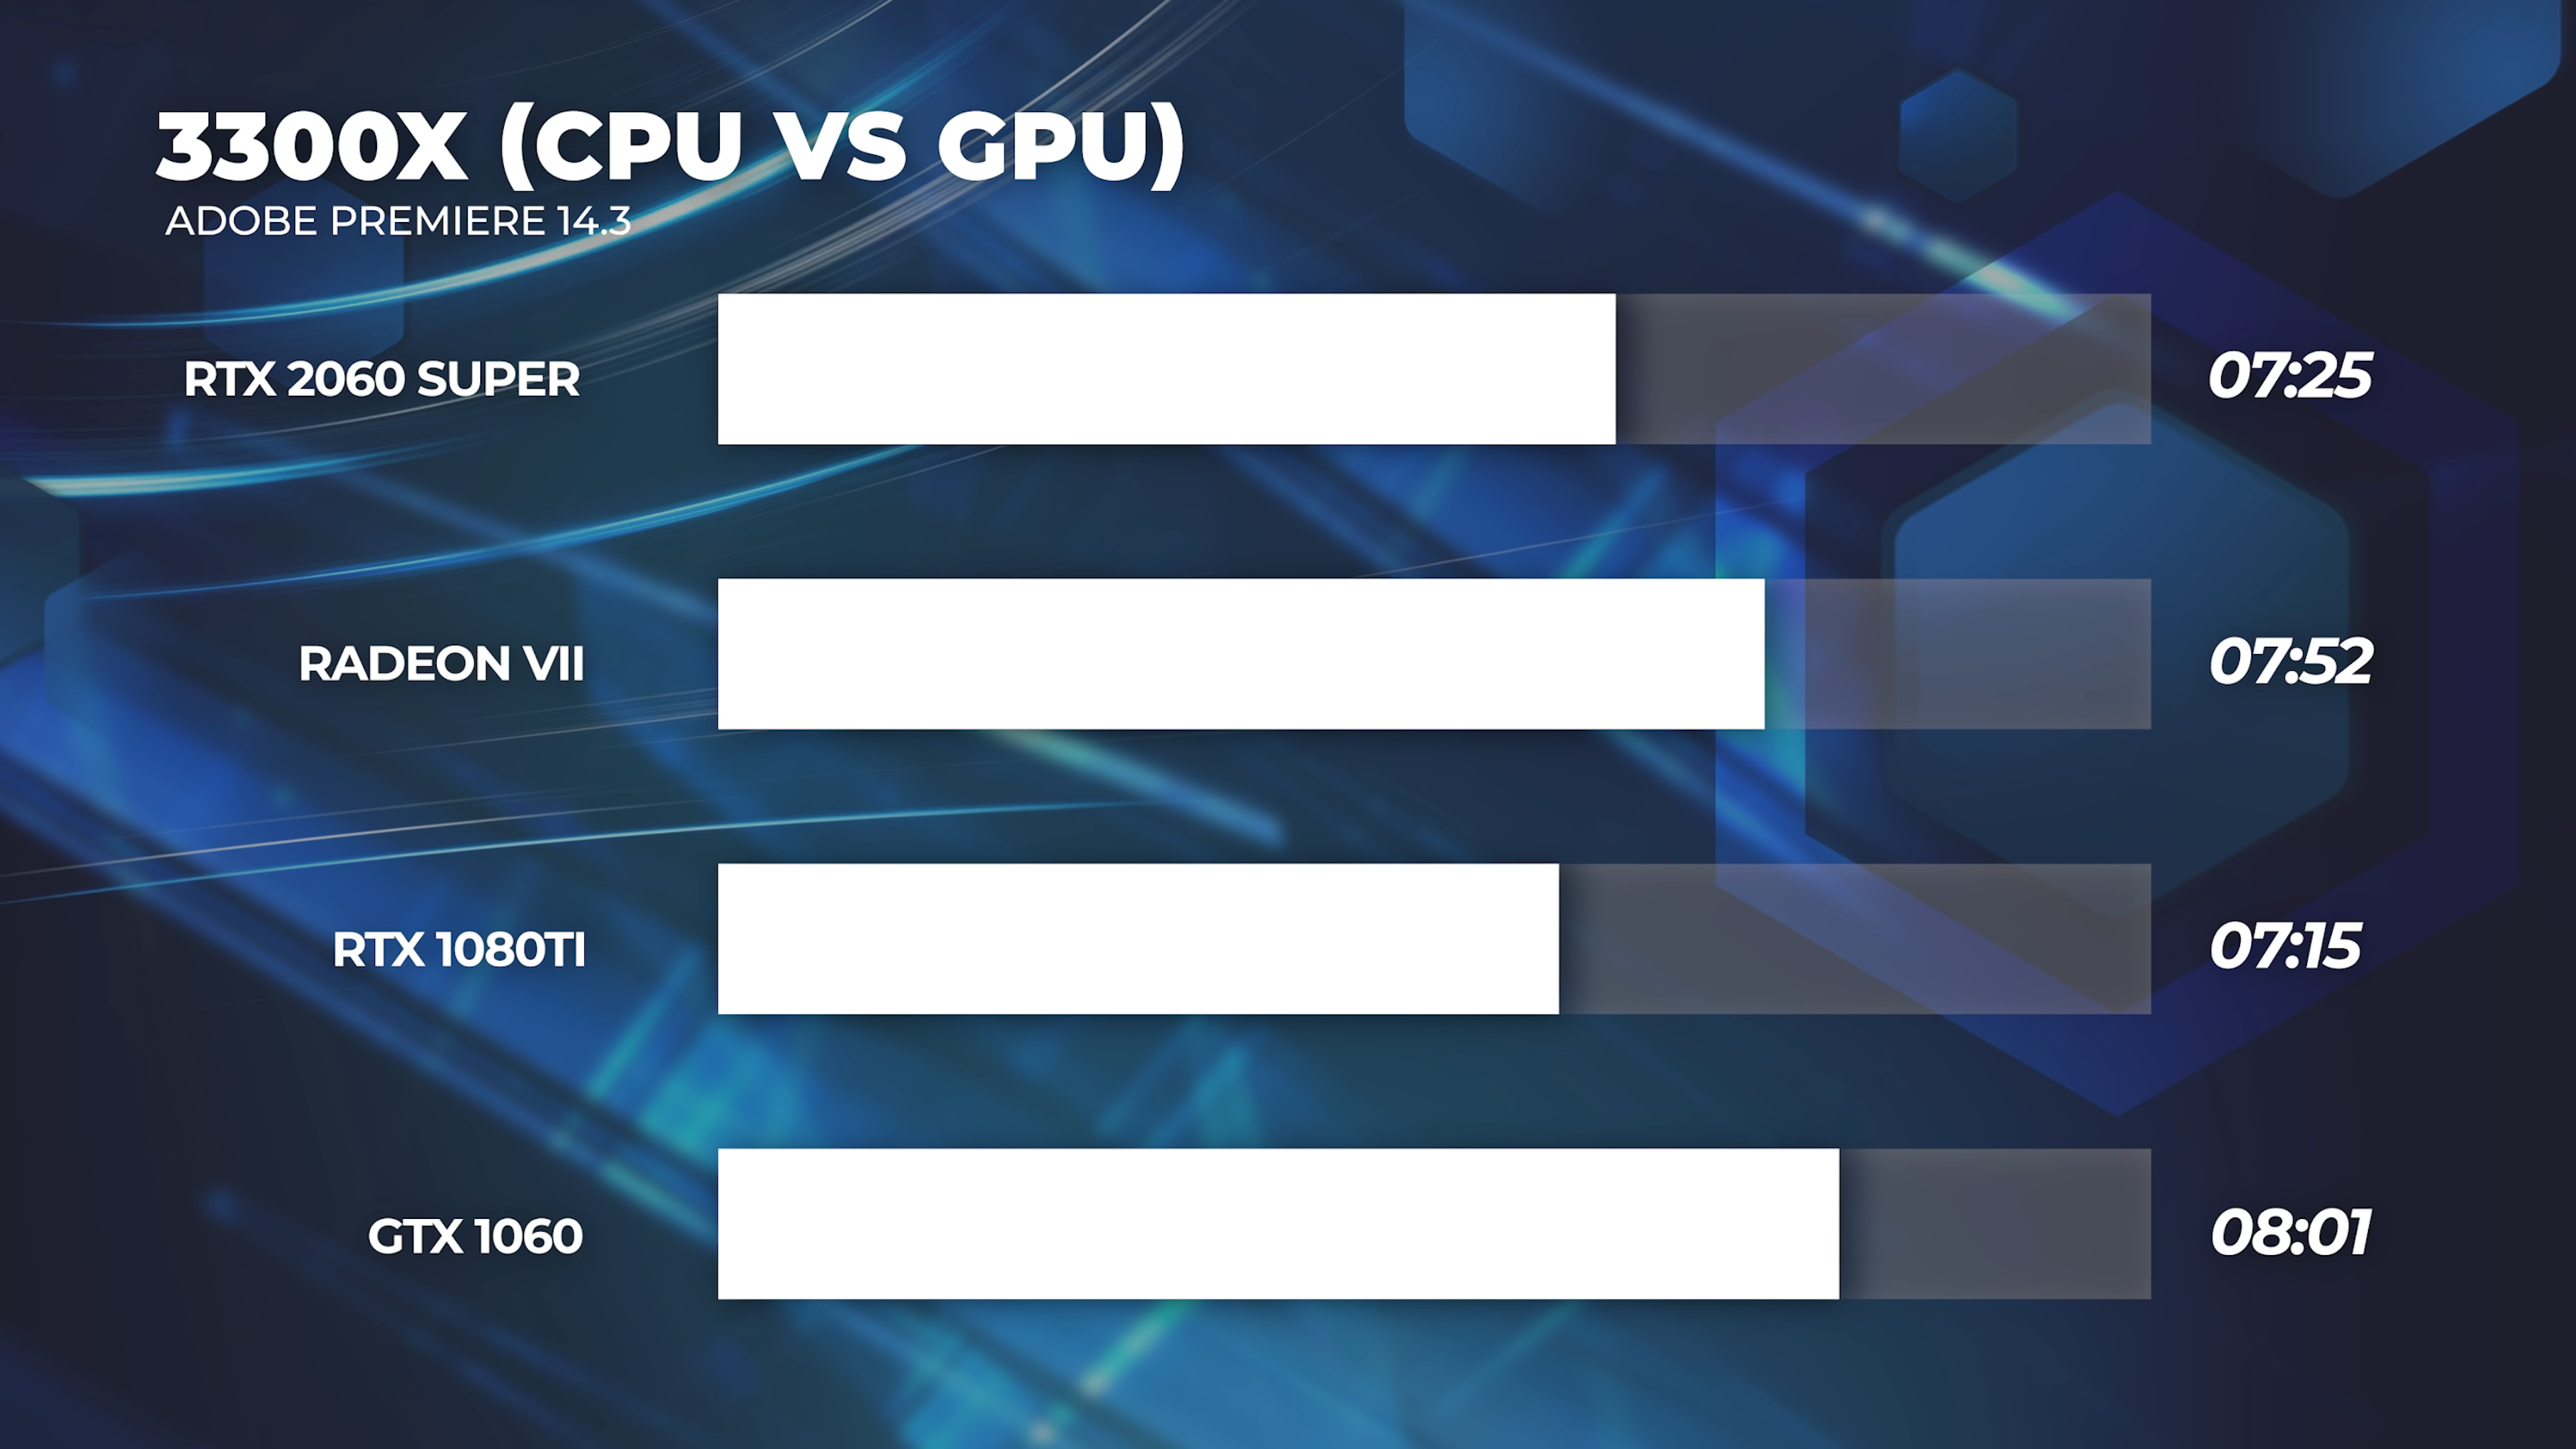 3300X (CPU VS GPU)
ADOBE PREMIERE 14.3
RTX 2060 SUPER 07:25
RADEON VII 07:52
RTX 1080TI 07:15
GTX 1060 08:01